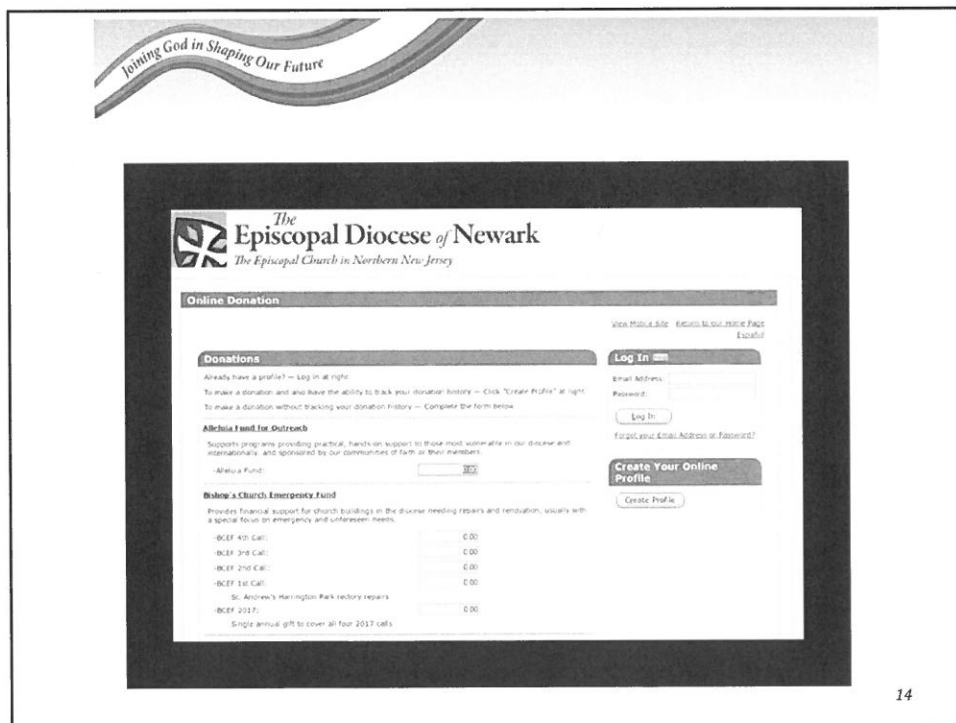 Joining God in Shaping Our Future
The
Episcopal Diocese of Newark
The Episcopal Church in Northern New Jersey
Online Donation
View Mobile Site Return to our Home Page
Español
Donations
Already have a profile? — Log in at right.
To make a donation and also have the ability to track your donation history — Click "Create Profile" at right.
To make a donation without tracking your donation history — Complete the form below.
Alleluia Fund for Outreach
Supports programs providing practical, hands-on support to those most vulnerable in our diocese and
internationally, and sponsored by our communities of faith or their members.
-Alleluia Fund:
Bishop's Church Emergency Fund
Provides financial support for church buildings in the diocese needing repairs and renovation, usually with
a special focus on emergency and unforeseen needs.
-BCEF 4th Call: 0.00
-BCEF 3rd Call: 0.00
-BCEF 2nd Call: 0.00
-BCEF 1st Call: 0.00
St. Andrew's Harrington Park rectory repairs
-BCEF 2017: 0.00
Single annual gift to cover all four 2017 calls
Log In
Email Address:
Password:
Log In
Forgot your Email Address or Password?
Create Your Online
Profile
Create Profile
14